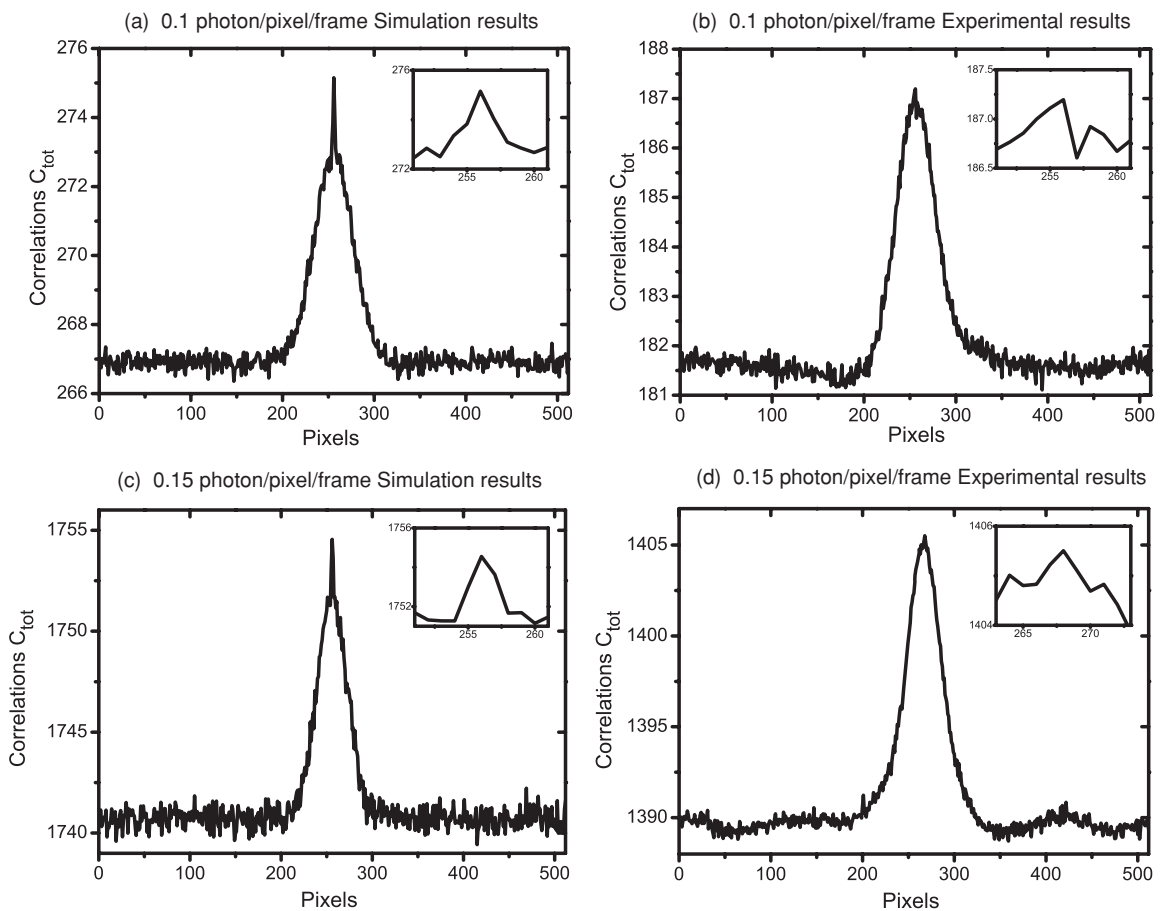 (a) 0.1 photon/pixel/frame Simulation results
276
274
272
270
268
266
Correlations Ctot
0 100 200 300 400 500
Pixels
276
272
255 260
(b) 0.1 photon/pixel/frame Experimental results
188
187
186
185
184
183
182
181
Correlations Ctot
0 100 200 300 400 500
Pixels
187.5
187.0
186.5
255 260
(c) 0.15 photon/pixel/frame Simulation results
1755
1750
1745
1740
Correlations Ctot
0 100 200 300 400 500
Pixels
1756
1752
255 260
(d) 0.15 photon/pixel/frame Experimental results
1405
1400
1395
1390
Correlations Ctot
0 100 200 300 400 500
Pixels
1406
1404
265 270